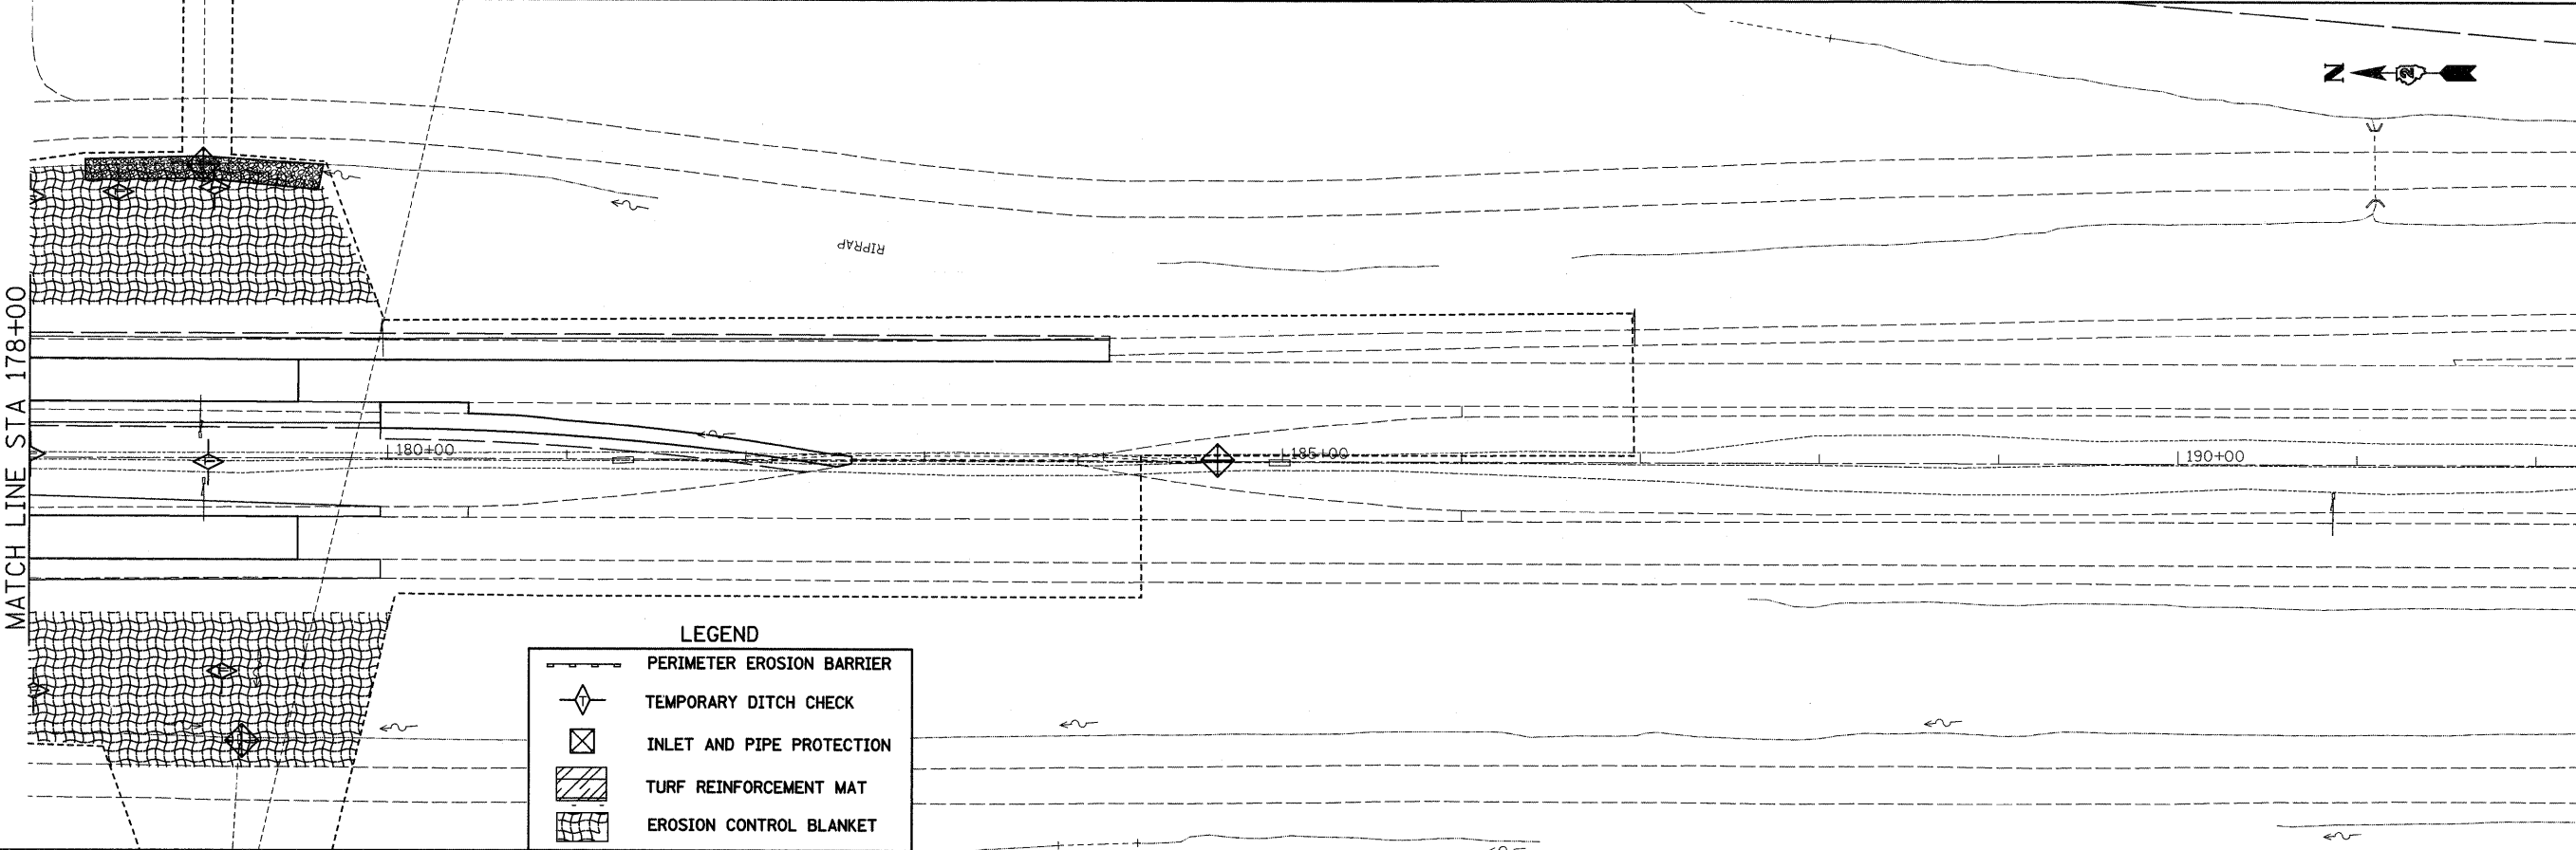 N
2
RIPRAP
MATCH LINE STA 178+00
180+00
185+00
190+00
LEGEND
PERIMETER EROSION BARRIER
T TEMPORARY DITCH CHECK
INLET AND PIPE PROTECTION
TURF REINFORCEMENT MAT
EROSION CONTROL BLANKET